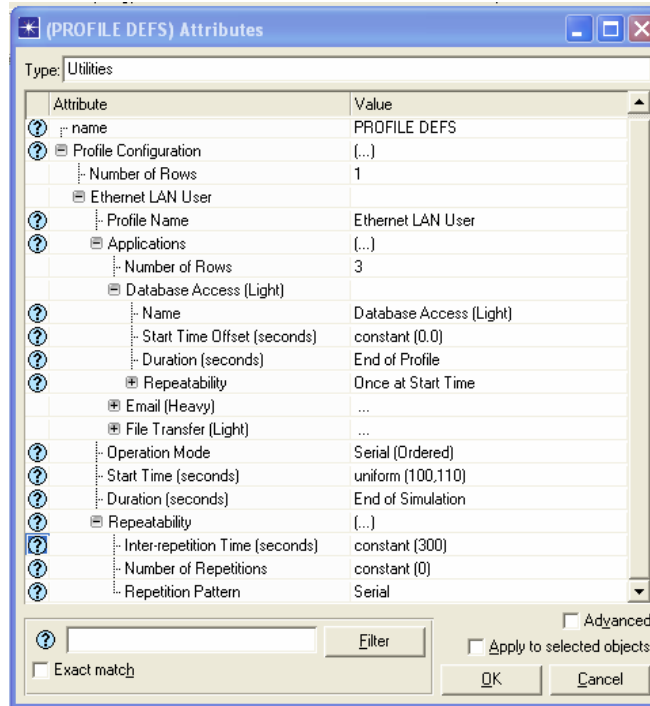 (PROFILE DEFS) Attributes
Type: Utilities
Attribute Value
name PROFILE DEFS
Profile Configuration (...)
Number of Rows 1
Ethernet LAN User
Profile Name Ethernet LAN User
Applications (...)
Number of Rows 3
Database Access (Light)
Name Database Access (Light)
Start Time Offset (seconds) constant (0.0)
Duration (seconds) End of Profile
Repeatability Once at Start Time
Email (Heavy) ...
File Transfer (Light) ...
Operation Mode Serial (Ordered)
Start Time (seconds) uniform (100,110)
Duration (seconds) End of Simulation
Repeatability (...)
Inter-repetition Time (seconds) constant (300)
Number of Repetitions constant (0)
Repetition Pattern Serial
Advanced
Filter
Apply to selected objects
Exact match
OK Cancel